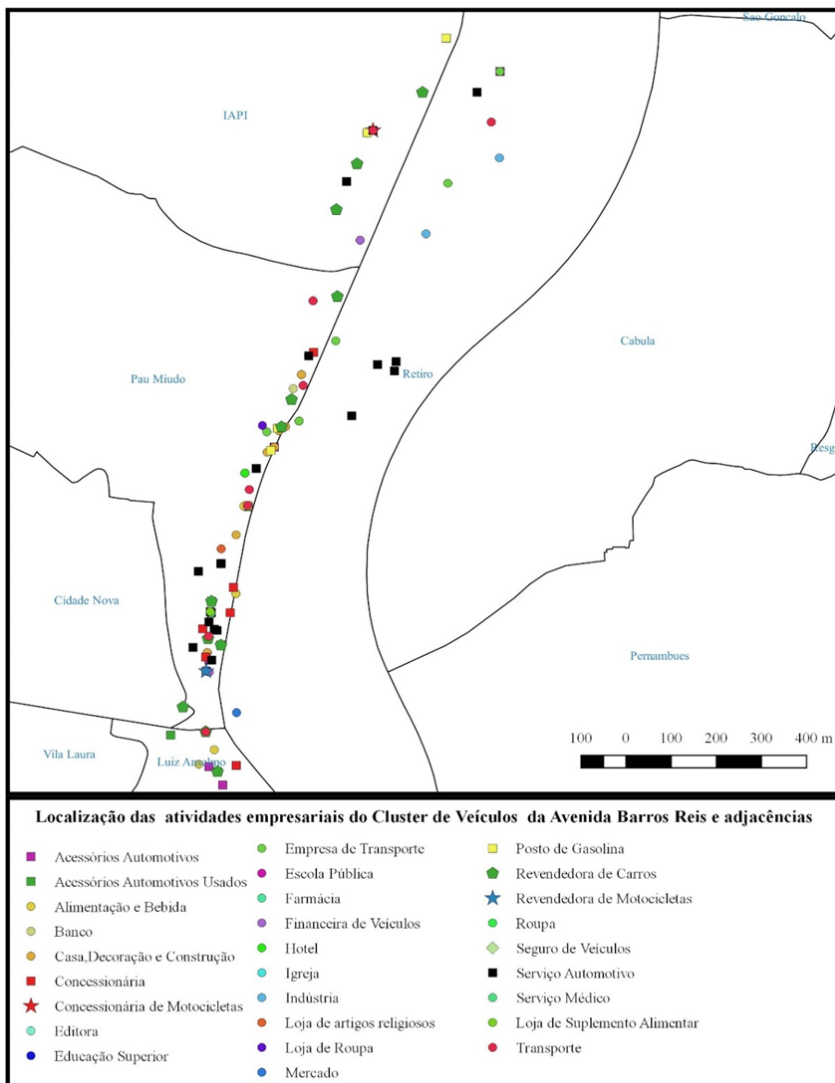 Sao Goncalo
IAPI
Cabula
Retiro
Pau Miudo
Resg
Cidade Nova
Pernambues
Vila Laura
Luiz Anselmo
100 0 100 200 300 400 m
Localização das atividades empresariais do Cluster de Veículos da Avenida Barros Reis e adjacências
Acessórios Automotivos
Acessórios Automotivos Usados
Alimentação e Bebida
Banco
Casa,Decoração e Construção
Concessionária
Concessionária de Motocicletas
Editora
Educação Superior
Empresa de Transporte
Escola Pública
Farmácia
Financeira de Veículos
Hotel
Igreja
Indústria
Loja de artigos religiosos
Loja de Roupa
Mercado
Posto de Gasolina
Revendedora de Carros
Revendedora de Motocicletas
Roupa
Seguro de Veículos
Serviço Automotivo
Serviço Médico
Loja de Suplemento Alimentar
Transporte